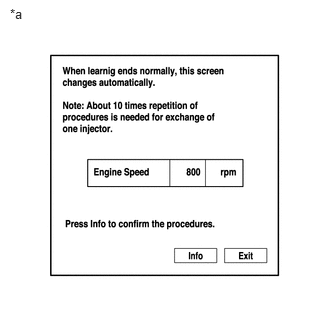 *a
When learnig ends normally, this screen
changes automatically.
Note: About 10 times repetition of
procedures is needed for exchange of
one injector.
Engine Speed 800 rpm
Press Info to confirm the procedures.
Info Exit